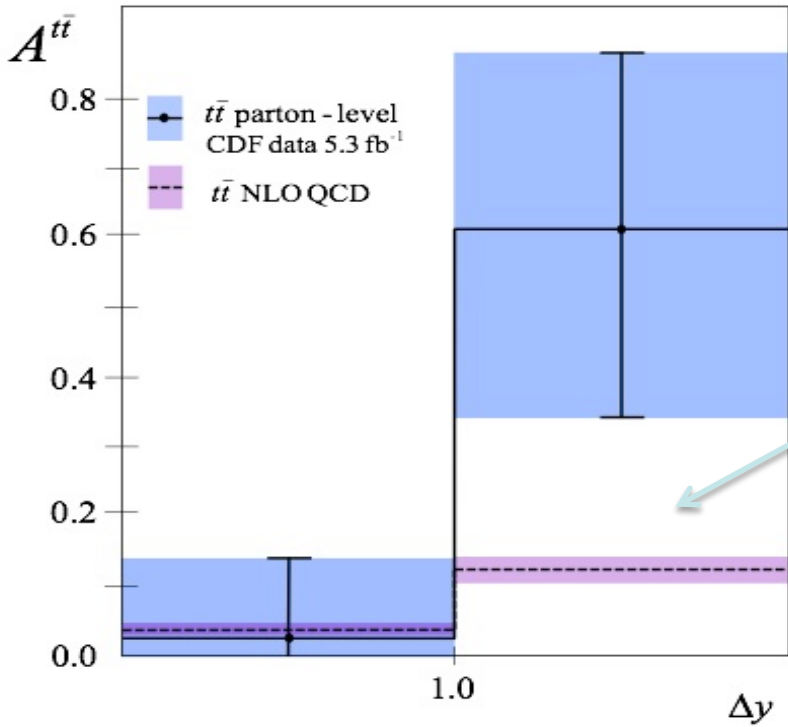 A^{tt̄}
0.8
tt̄ parton - level
CDF data 5.3 fb⁻¹
tt̄ NLO QCD
0.6
0.4
0.2
0.0
1.0
Δy